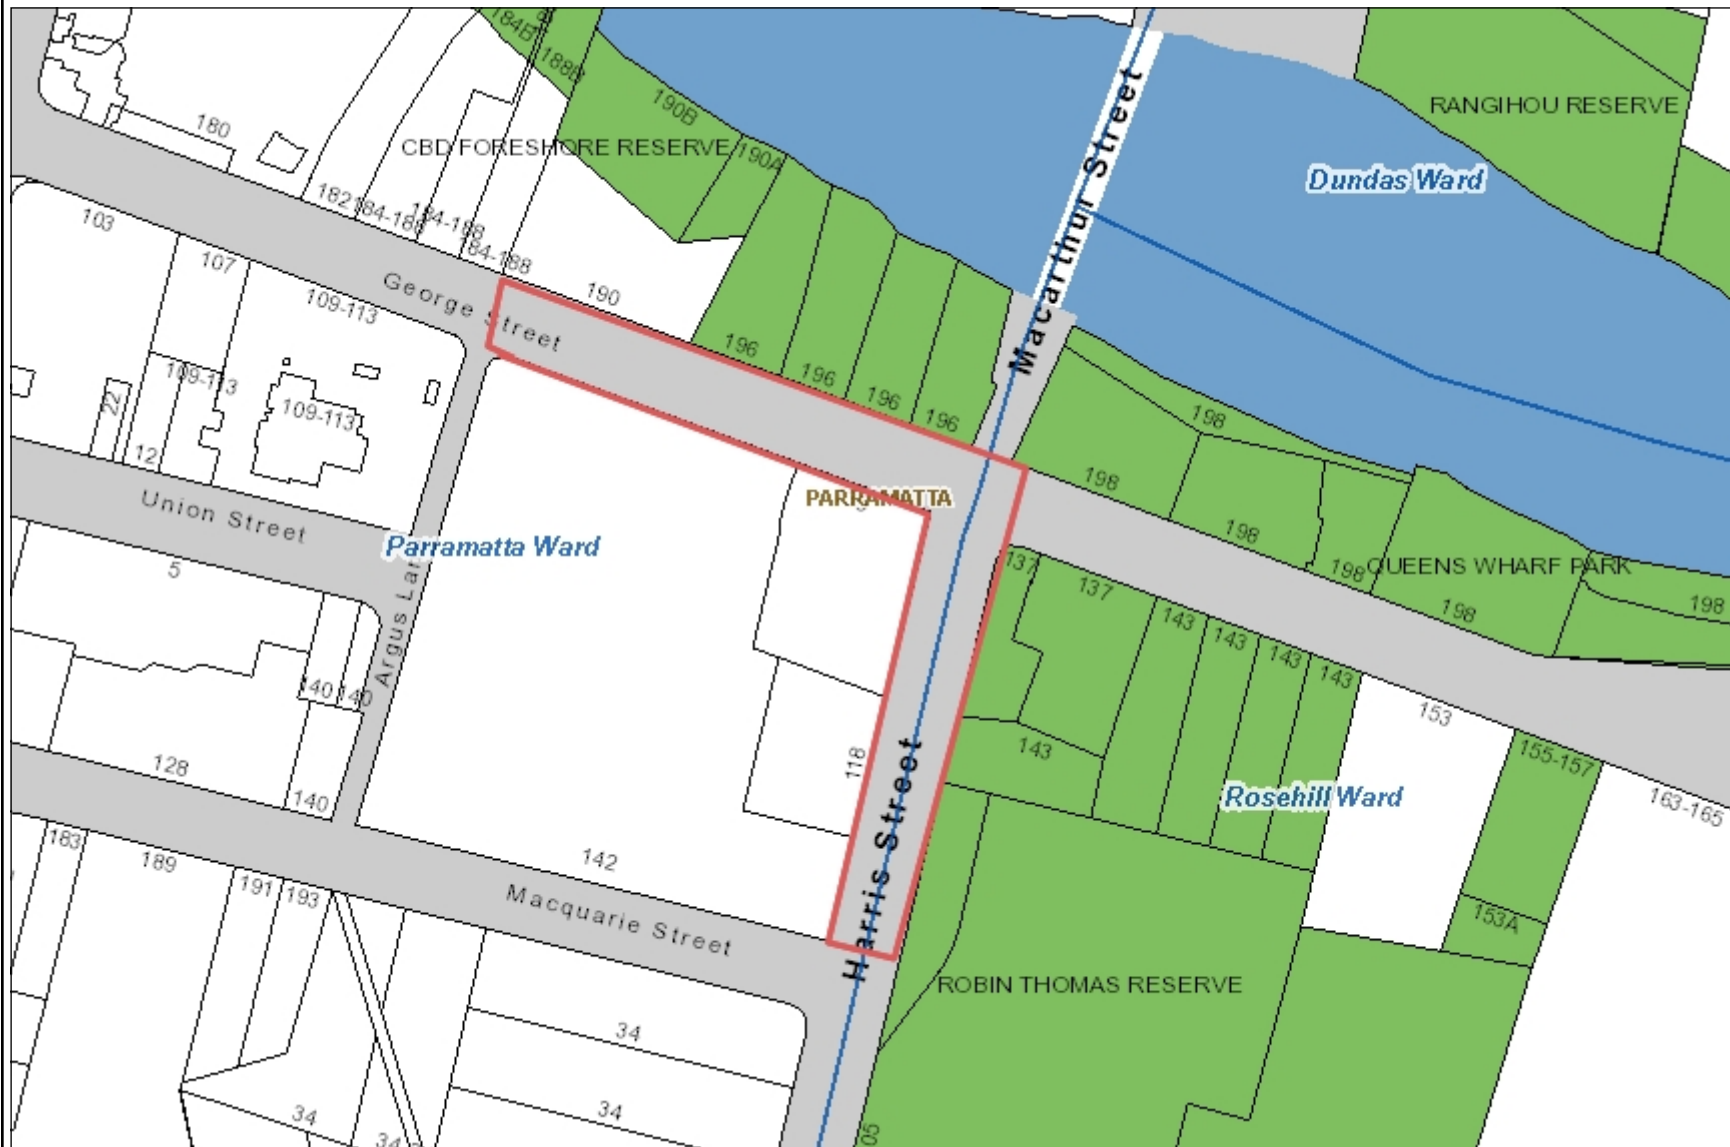 184B
188B
190B
190A
180
CBD FORESHORE RESERVE
RANGIHOU RESERVE
Dundas Ward
Macarthur Street
182
184-188
184-188
184-188
103
107
109-113
George Street
190
196
196
196
196
109-113
109-113
22
12
Union Street
Parramatta Ward
Argus Lan
PARRAMATTA
198
198
198
198
QUEENS WHARF PARK
198
198
5
137
137
143
143
143
143
143
153
155-157
163-165
153A
Rosehill Ward
140
140
128
140
118
Harris Street
142
Macquarie Street
183
189
191
193
ROBIN THOMAS RESERVE
34
34
34
34
05